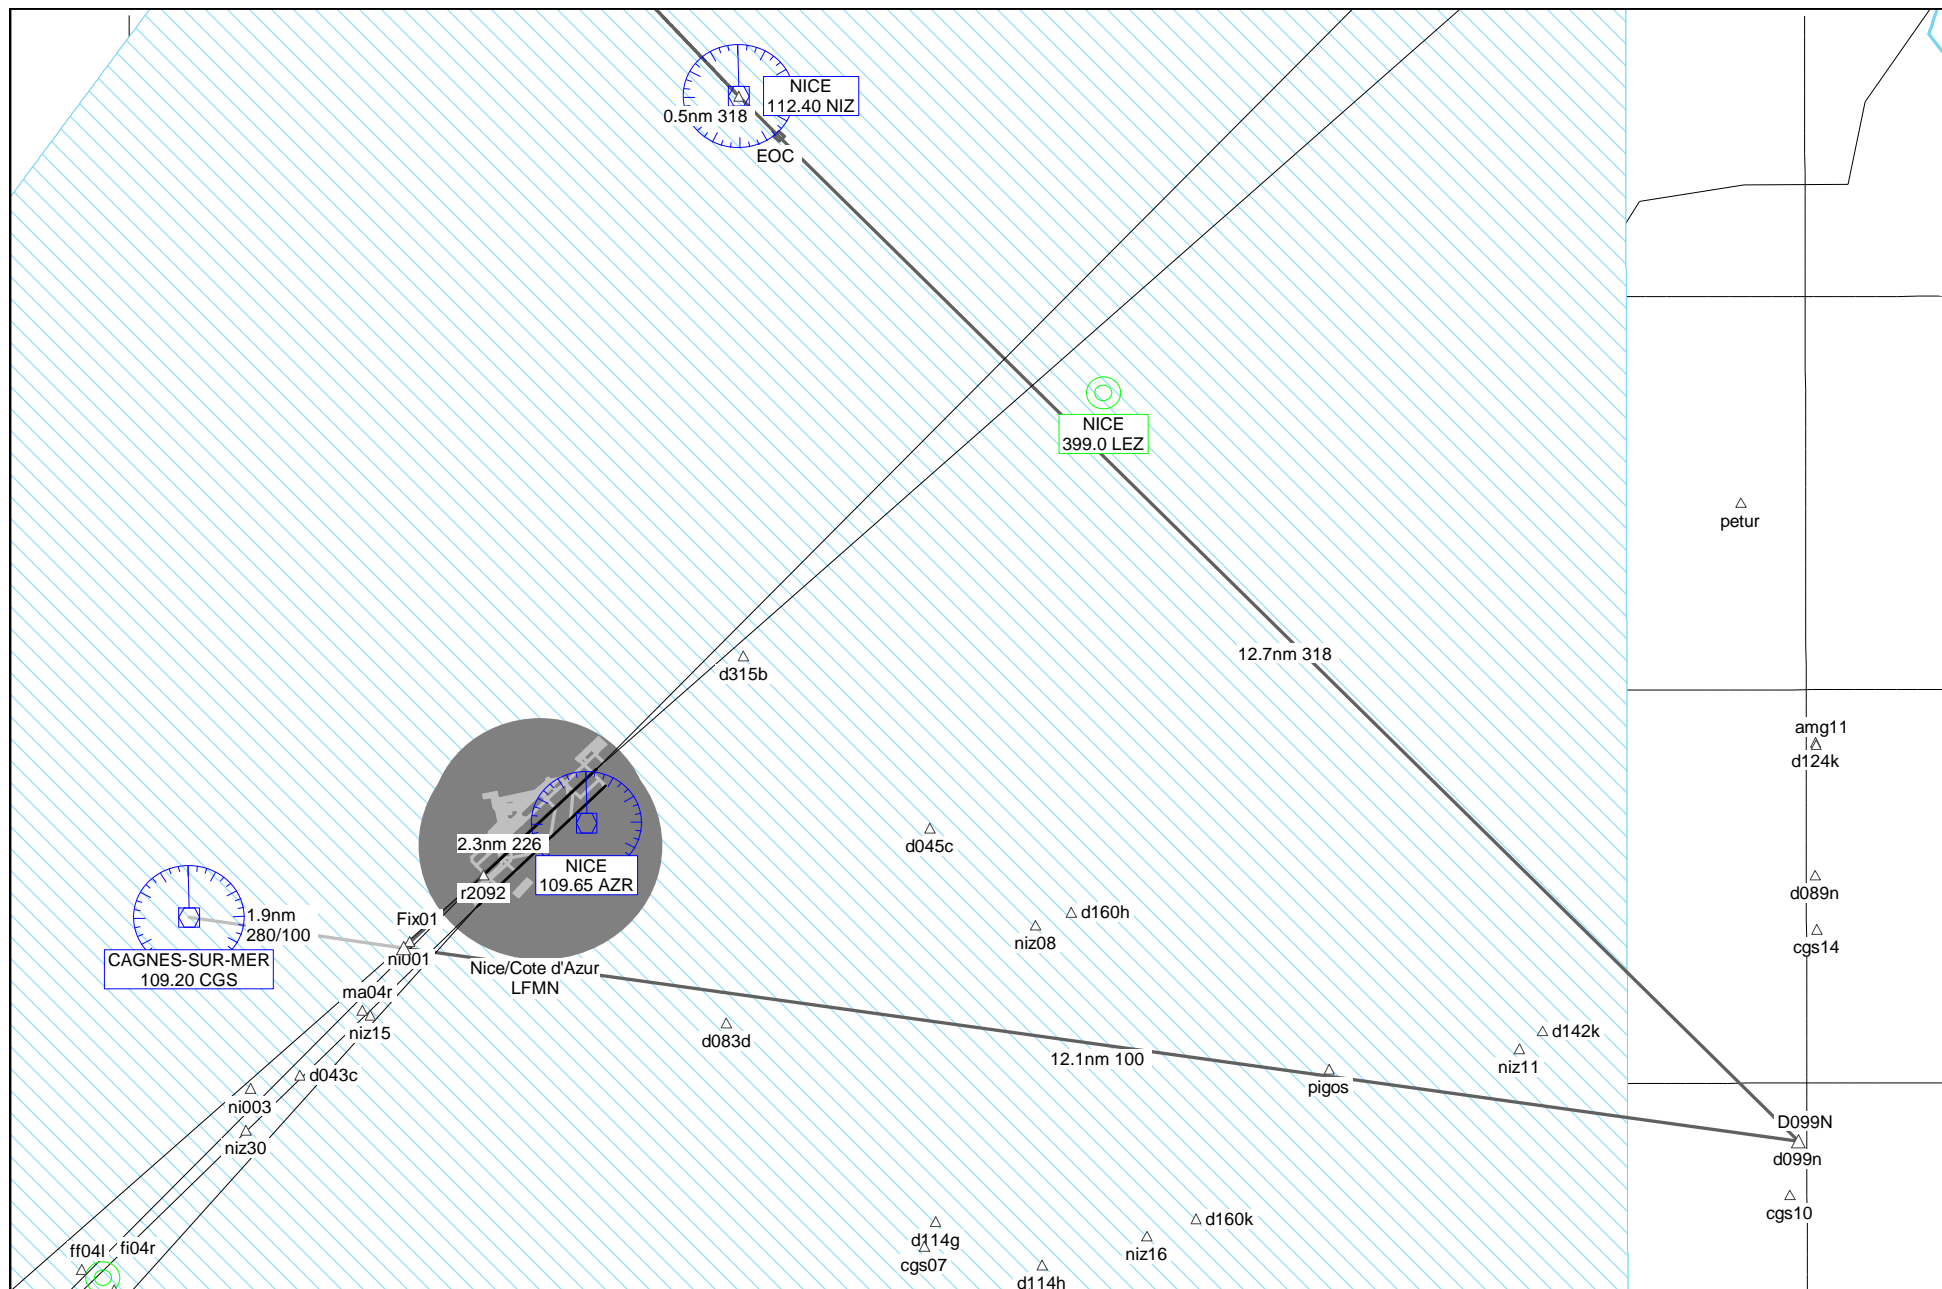 NICE
112.40 NIZ
0.5nm 318
EOC
NICE
399.0 LEZ
petur
12.7nm 318
d315b
amg11
d124k
d045c
2.3nm 226
NICE
109.65 AZR
r2092
d089n
1.9nm
280/100
Fix01
d160h
niz08
cgs14
CAGNES-SUR-MER
109.20 CGS
ni001
Nice/Cote d'Azur
LFMN
ma04r
niz15
d083d
d142k
niz11
12.1nm 100
d043c
pigos
ni003
D099N
niz30
d099n
cgs10
d160k
d114g
niz16
ff04l
fi04r
cgs07
d114h